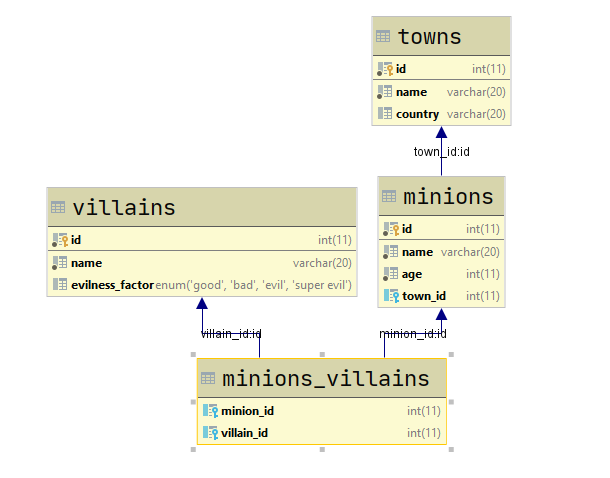 towns
id int(11)
name varchar(20)
country varchar(20)
town_id:id
minions
id int(11)
name varchar(20)
age int(11)
town_id int(11)
villains
id int(11)
name varchar(20)
evilness_factor enum('good', 'bad', 'evil', 'super evil')
villain_id:id
minion_id:id
minions_villains
minion_id int(11)
villain_id int(11)